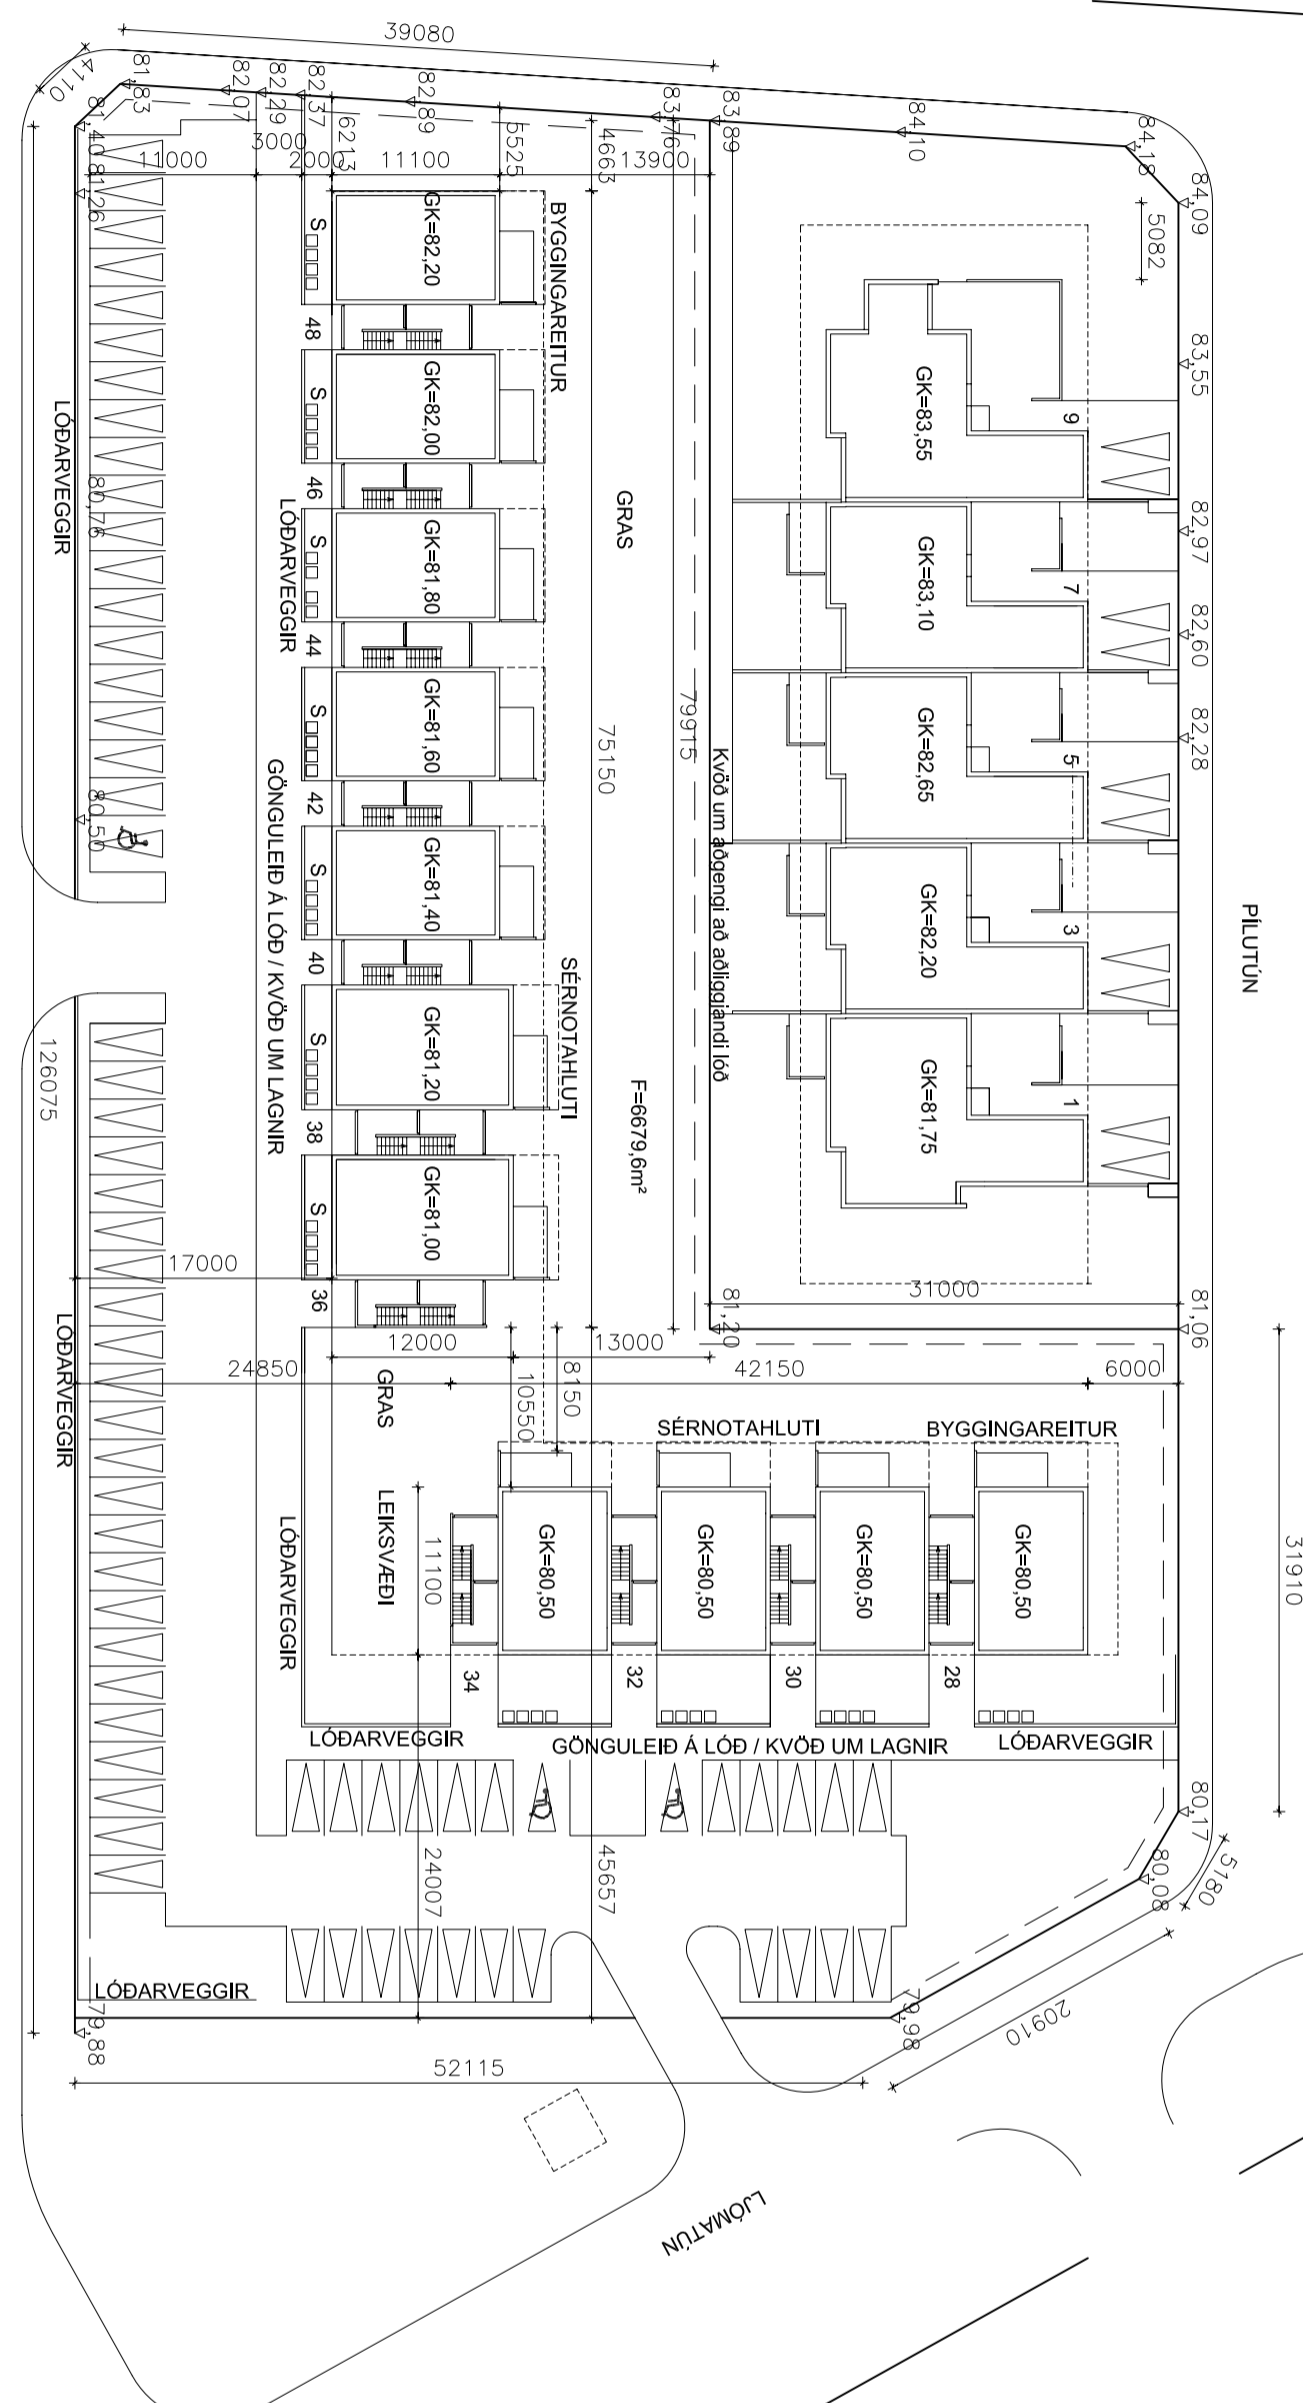 39080
4110
81,83
82,07
82,29
82,37
82,89
83,76
83,89
84,10
84,18
84,09
81,40
81,26
11000
3000
2000
6213
11100
5525
4663
13900
5082
BYGGINGAREITUR
GK=82,20
S
48
GK=82,00
S
46
GK=81,80
S
44
GK=81,60
S
42
GK=81,40
S
40
GK=81,20
S
38
GK=81,00
S
36
LÓÐARVEGGIR
80,76
80,50
LÓÐARVEGGIR
GÖNGULEIÐ Á LÓÐ / KVÖÐ UM LAGNIR
GRAS
75150
79915
SÉRNOTAHLUTI
F=6679,6m²
Kvöð um aðgengi að aðliggjandi lóð
GK=83,55
9
GK=83,10
7
GK=82,65
5
GK=82,20
3
GK=81,75
1
83,55
82,97
82,60
82,28
PÍLUTÚN
126075
17000
31000
81,20
81,06
12000
13000
24850
42150
6000
8150
10550
31910
GRAS
LEIKSVÆÐI
11100
LÓÐARVEGGIR
LÓÐARVEGGIR
SÉRNOTAHLUTI
BYGGINGAREITUR
GK=80,50
GK=80,50
GK=80,50
GK=80,50
34
32
30
28
LÓÐARVEGGIR
GÖNGULEIÐ Á LÓÐ / KVÖÐ UM LAGNIR
LÓÐARVEGGIR
80,17
80,08
5180
24007
45657
20910
LÓÐARVEGGIR
79,88
79,98
52115
LJÓMATÚN